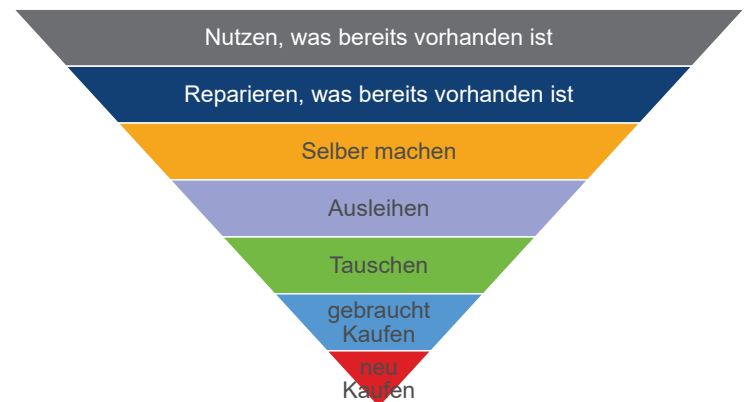 Nutzen, was bereits vorhanden ist
Reparieren, was bereits vorhanden ist
Selber machen
Ausleihen
Tauschen
gebraucht
Kaufen
neu
Kaufen